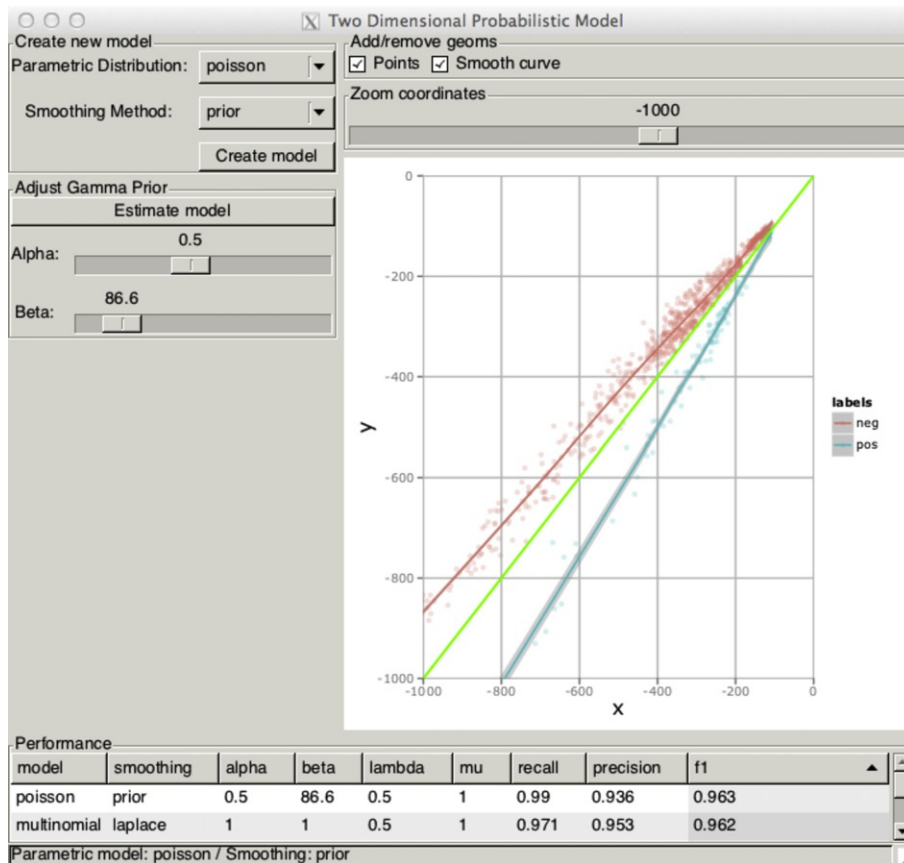 Two Dimensional Probabilistic Model
Create new model
Parametric Distribution: poisson
Smoothing Method: prior
Create model
Adjust Gamma Prior
Estimate model
0.5
Alpha:
86.6
Beta:
Add/remove geoms
Points Smooth curve
Zoom coordinates
-1000
0
-200
-400
-600
-800
-1000
y
-1000 -800 -600 -400 -200 0
x
labels
neg
pos
Performance
model smoothing alpha beta lambda mu recall precision f1
poisson prior 0.5 86.6 0.5 1 0.99 0.936 0.963
multinomial laplace 1 1 0.5 1 0.971 0.953 0.962
Parametric model: poisson / Smoothing: prior